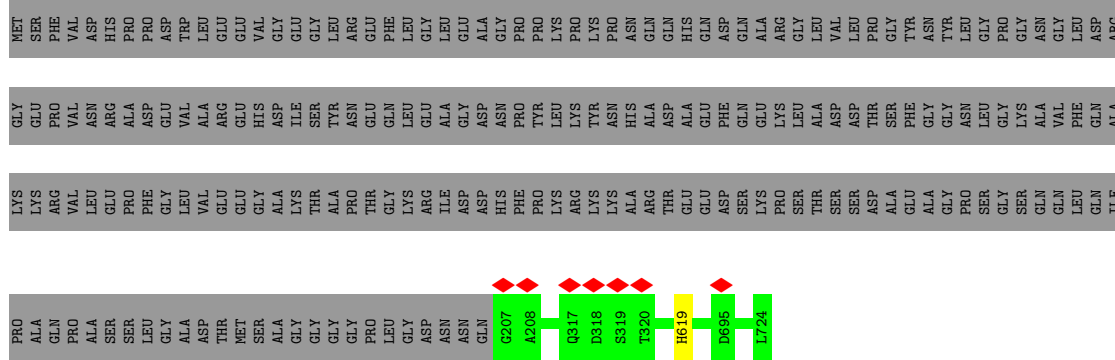 MET SER PHE VAL ASP HIS PRO PRO ASP TRP LEU GLU GLU VAL GLY GLU GLY LEU ARG GLU PHE LEU GLY LEU GLU ALA GLY PRO PRO LYS PRO LYS PRO ASN GLN GLN HIS GLN ASP GLN ALA ARG GLY LEU VAL LEU PRO GLY TYR ASN TYR LEU GLY PRO GLY ASN GLY LEU ASP ARG
GLY GLU PRO VAL ASN ARG ALA ASP GLU VAL ALA ARG GLU HIS ASP ILE SER TYR ASN GLU GLN LEU GLU ALA GLY ASP ASN PRO TYR LEU LYS TYR ASN HIS ALA ASP ALA GLU PHE GLN GLU LYS LEU ALA ASP ASP THR SER PHE GLY GLY ASN LEU GLY LYS ALA VAL PHE GLN ALA
LYS LYS ARG VAL LEU GLU PRO PHE GLY LEU VAL GLU GLU GLY ALA LYS THR ALA PRO THR GLY LYS ARG ILE ASP ASP HIS PHE PRO LYS ARG LYS LYS ALA ARG THR GLU GLU ASP SER LYS PRO SER THR SER SER ASP ALA GLU ALA GLY PRO SER GLY SER GLN GLN LEU GLN ILE
PRO ALA GLN PRO ALA SER SER LEU GLY ALA ASP THR MET SER ALA GLY GLY GLY GLY PRO LEU GLY ASP ASN ASN GLN G207 A208 Q317 D318 S319 T320 H619 D695 L724